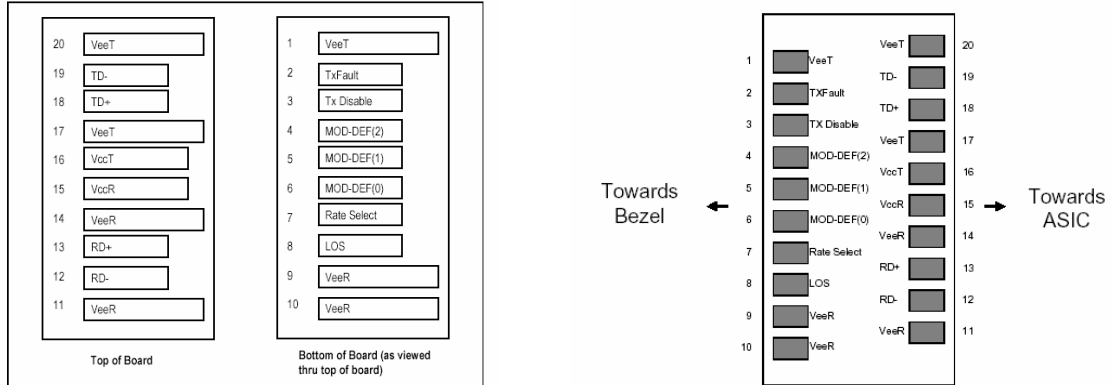 20 VeeT
19 TD-
18 TD+
17 VeeT
16 VccT
15 VccR
14 VeeR
13 RD+
12 RD-
11 VeeR
Top of Board
1 VeeT
2 TxFault
3 Tx Disable
4 MOD-DEF(2)
5 MOD-DEF(1)
6 MOD-DEF(0)
7 Rate Select
8 LOS
9 VeeR
10 VeeR
Bottom of Board (as viewed
thru top of board)
Towards
Bezel
1 VeeT
2 TXFault
3 TX Disable
4 MOD-DEF(2)
5 MOD-DEF(1)
6 MOD-DEF(0)
7 Rate Select
8 LOS
9 VeeR
10 VeeR
VeeT 20
TD- 19
TD+ 18
VeeT 17
VccT 16
VccR 15
VeeR 14
RD+ 13
RD- 12
VeeR 11
Towards
ASIC